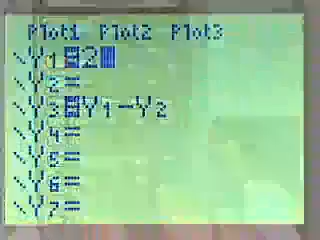 Plot1 Plot2 Plot3
\Y1=2
\Y2=
\Y3=Y1-Y2
\Y4=
\Y5=
\Y6=
\Y7=